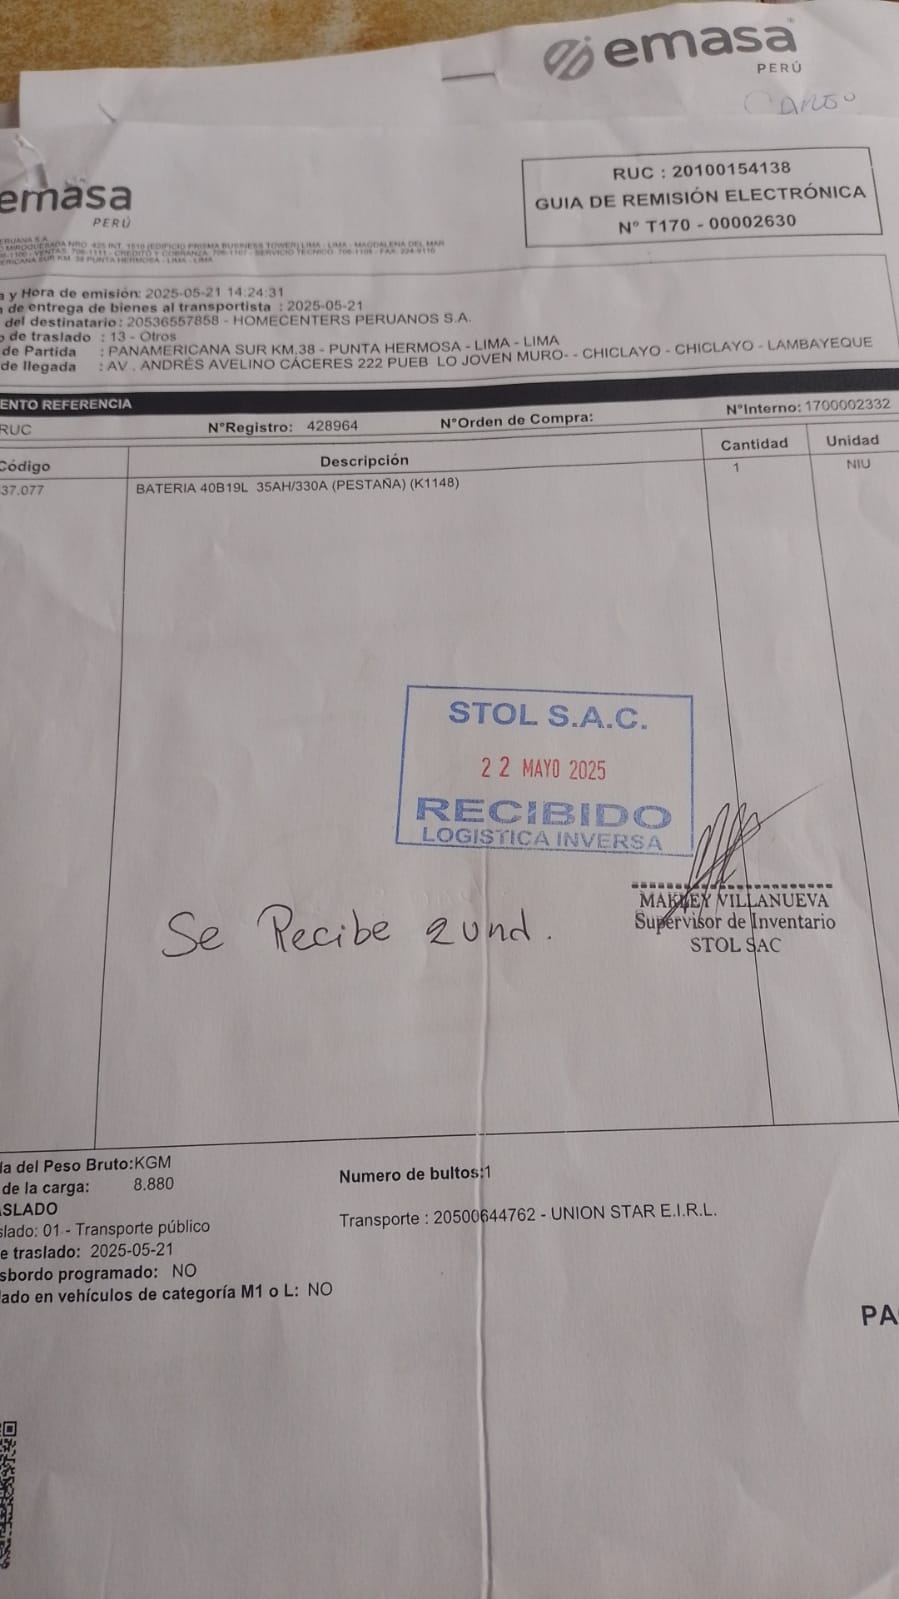 emasa
PERÚ
CARGO
emasa
PERÚ
RUC : 20100154138
GUIA DE REMISIÓN ELECTRÓNICA
N° T170 - 00002630
y Hora de emisión: 2025-05-21 14:24:31
de entrega de bienes al transportista : 2025-05-21
del destinatario : 20536557858 - HOMECENTERS PERUANOS S.A.
de traslado : 13 - Otros
de Partida : PANAMERICANA SUR KM.38 - PUNTA HERMOSA - LIMA - LIMA
de llegada : AV . ANDRÉS AVELINO CÁCERES 222 PUEB LO JOVEN MURO- - CHICLAYO - CHICLAYO - LAMBAYEQUE
ENTO REFERENCIA
RUC N°Registro: 428964 N°Orden de Compra: N°Interno: 1700002332
Código Descripción Cantidad Unidad
37.077 BATERIA 40B19L 35AH/330A (PESTAÑA) (K1148) 1 NIU
STOL S.A.C.
22 MAYO 2025
RECIBIDO
LOGISTICA INVERSA
MARLEY VILLANUEVA
Supervisor de Inventario
STOL SAC
Se Recibe 2und.
a del Peso Bruto:KGM
de la carga: 8.880
Numero de bultos:1
SLADO
slado: 01 - Transporte público
Transporte : 20500644762 - UNION STAR E.I.R.L.
e traslado: 2025-05-21
sbordo programado: NO
ado en vehículos de categoría M1 o L: NO
PA